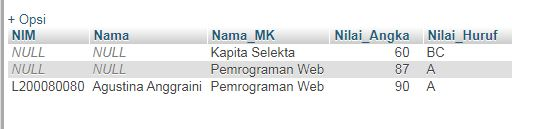 + Opsi
NIM Nama Nama_MK Nilai_Angka Nilai_Huruf
NULL NULL Kapita Selekta 60 BC
NULL NULL Pemrograman Web 87 A
L200080080 Agustina Anggraini Pemrograman Web 90 A